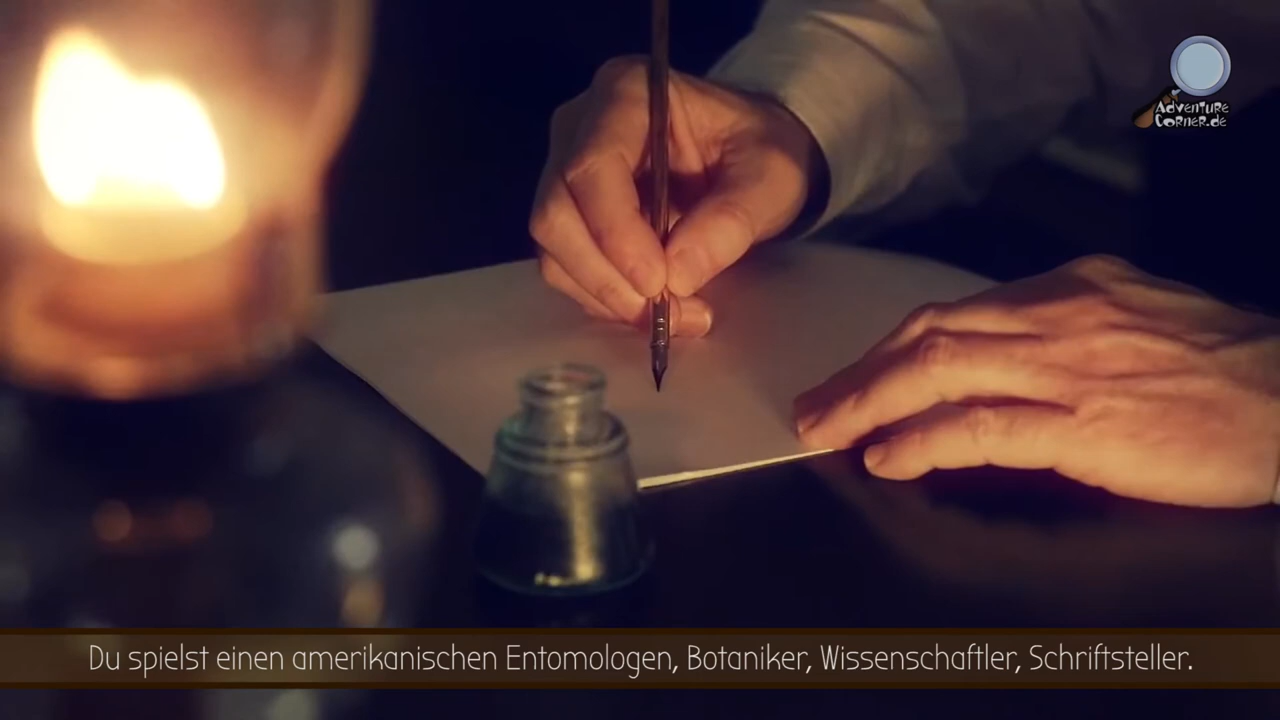 ADVENTURE
CORNER.de
Du spielst einen amerikanischen Entomologen, Botaniker, Wissenschaftler, Schriftsteller.